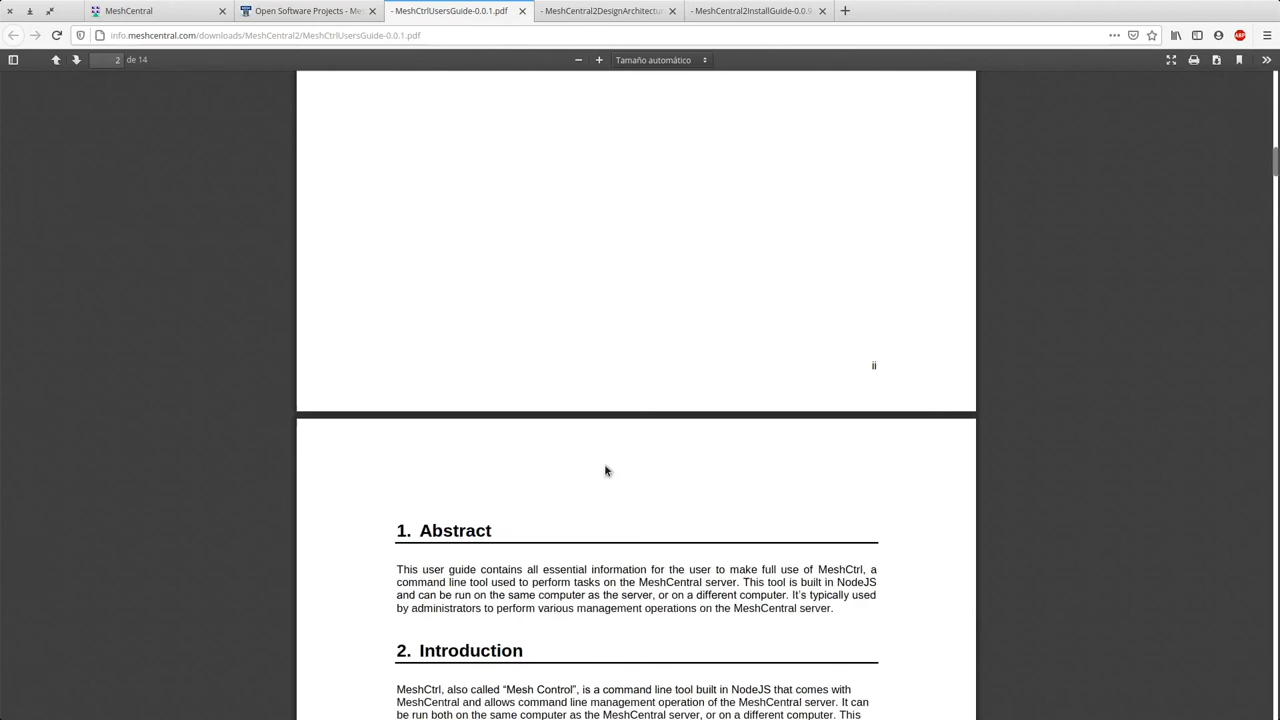 MeshCentral
Open Software Projects - Me
- MeshCtrlUsersGuide-0.0.1.pdf
- MeshCentral2DesignArchitectur
- MeshCentral2InstallGuide-0.0.9
info.meshcentral.com/downloads/MeshCentral2/MeshCtrlUsersGuide-0.0.1.pdf
ABP
2 de 14
Tamaño automático
ii
1. Abstract
This user guide contains all essential information for the user to make full use of MeshCtrl, a
command line tool used to perform tasks on the MeshCentral server. This tool is built in NodeJS
and can be run on the same computer as the server, or on a different computer. It's typically used
by administrators to perform various management operations on the MeshCentral server.
2. Introduction
MeshCtrl, also called “Mesh Control”, is a command line tool built in NodeJS that comes with
MeshCentral and allows command line management operation of the MeshCentral server. It can
be run both on the same computer as the MeshCentral server, or on a different computer. This